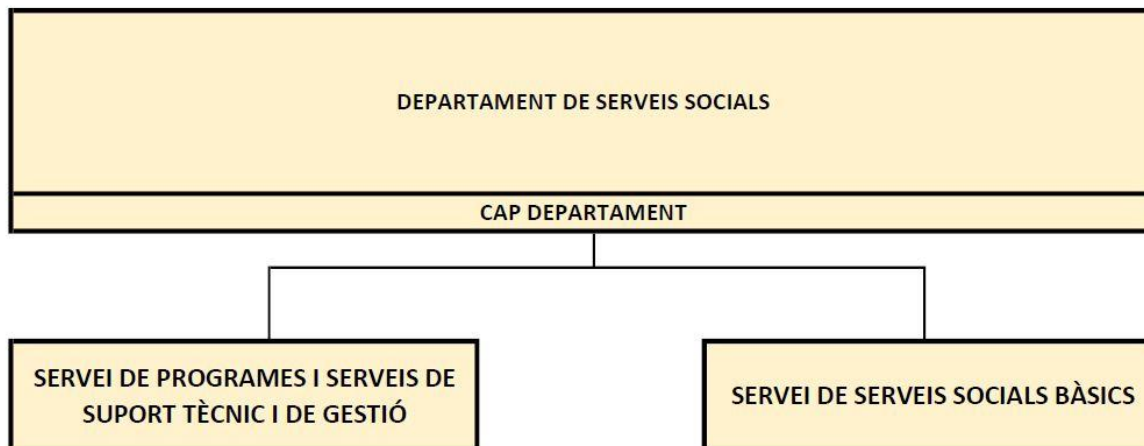 DEPARTAMENT DE SERVEIS SOCIALS
CAP DEPARTAMENT
SERVEI DE PROGRAMES I SERVEIS DE
SUPORT TÈCNIC I DE GESTIÓ
SERVEI DE SERVEIS SOCIALS BÀSICS